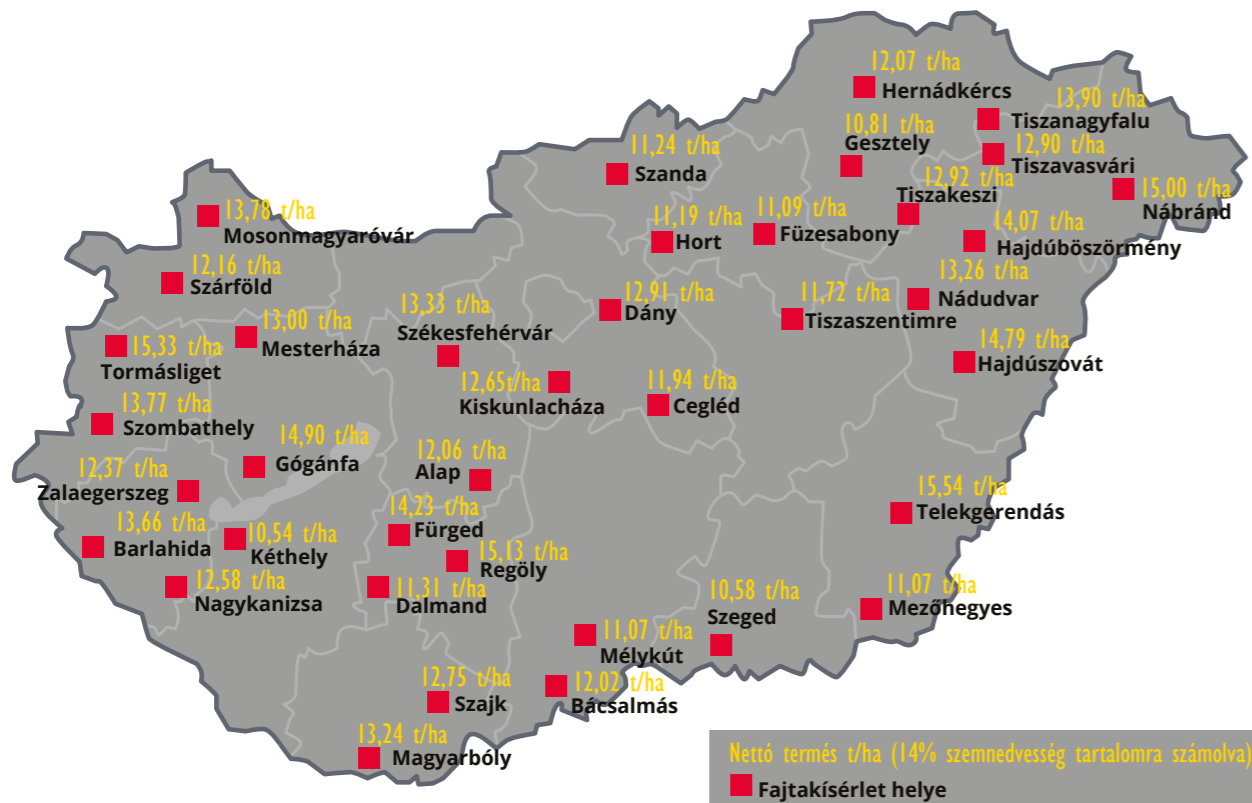 12,07 t/ha
Hernádkércs
13,90 t/ha
Tiszanagyfalu
10,81 t/ha
Gesztely
12,90 t/ha
Tiszavasvári
11,24 t/ha
Szanda
12,92 t/ha
Tiszakeszi
15,00 t/ha
Nábránd
13,78 t/ha
Mosonmagyaróvár
11,19 t/ha
Hort
11,09 t/ha
Füzesabony
14,07 t/ha
Hajdúböszörmény
12,16 t/ha
Szárföld
13,26 t/ha
Nádudvar
13,33 t/ha
Székesfehérvár
12,91 t/ha
Dány
11,72 t/ha
Tiszaszentimre
13,00 t/ha
Mesterháza
15,33 t/ha
Tormásliget
14,79 t/ha
Hajdúszovát
12,65t/ha
Kiskunlacháza
11,94 t/ha
Cegléd
13,77 t/ha
Szombathely
14,90 t/ha
Gógánfa
12,06 t/ha
Alap
12,37 t/ha
Zalaegerszeg
15,54 t/ha
Telekgerendás
14,23 t/ha
Fürged
13,66 t/ha
Barlahida
10,54 t/ha
Kéthely
15,13 t/ha
Regöly
12,58 t/ha
Nagykanizsa
11,31 t/ha
Dalmand
10,58 t/ha
Szeged
11,07 t/ha
Mezőhegyes
11,07 t/ha
Mélykút
12,75 t/ha
Szajk
12,02 t/ha
Bácsalmás
13,24 t/ha
Magyarbóly
Nettó termés t/ha (14% szemnedvesség tartalomra számolva)
Fajtakísérlet helye